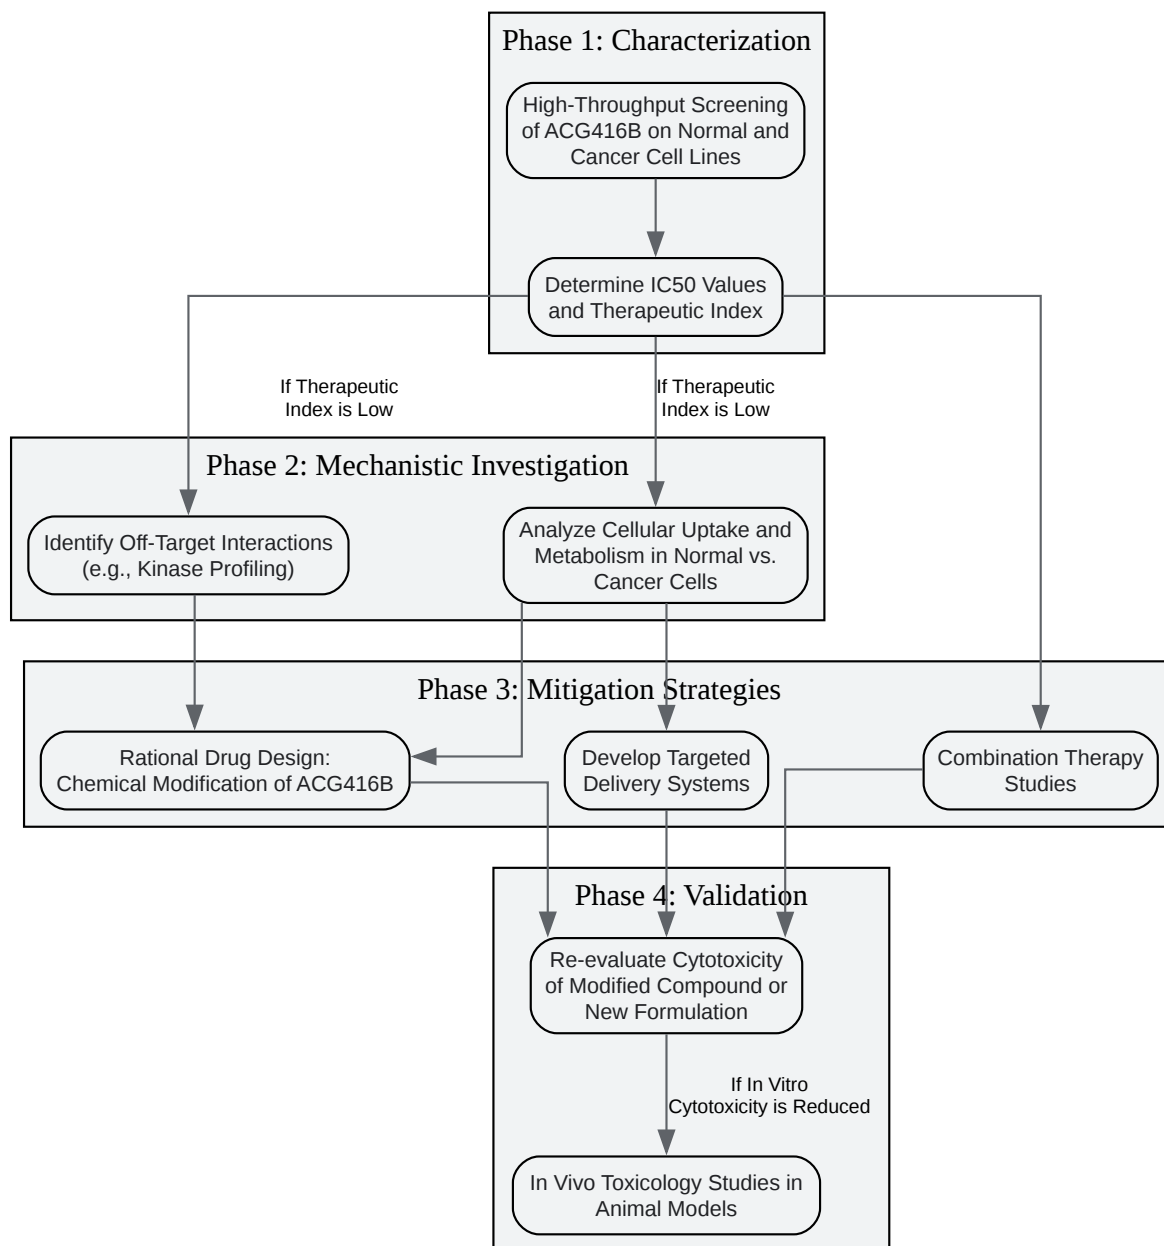 Phase 1: Characterization
High-Throughput Screening
of ACG416B on Normal and
Cancer Cell Lines
Determine IC50 Values
and Therapeutic Index
If Therapeutic
Index is Low
If Therapeutic
Index is Low
Phase 2: Mechanistic Investigation
Identify Off-Target Interactions
(e.g., Kinase Profiling)
Analyze Cellular Uptake and
Metabolism in Normal vs.
Cancer Cells
Phase 3: Mitigation Strategies
Rational Drug Design:
Chemical Modification of ACG416B
Develop Targeted
Delivery Systems
Combination Therapy
Studies
Phase 4: Validation
Re-evaluate Cytotoxicity
of Modified Compound or
New Formulation
If In Vitro
Cytotoxicity is Reduced
In Vivo Toxicology Studies in
Animal Models